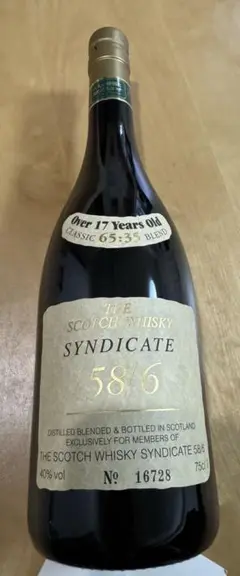 Over 17 Years Old
CLASSIC 65:35 BLEND
THE
SCOTCH WHISKY
SYNDICATE
58/6
DISTILLED BLENDED & BOTTLED IN SCOTLAND
EXCLUSIVELY FOR MEMBERS OF
THE SCOTCH WHISKY SYNDICATE 58/6
40% vol Nº 16728 75cl